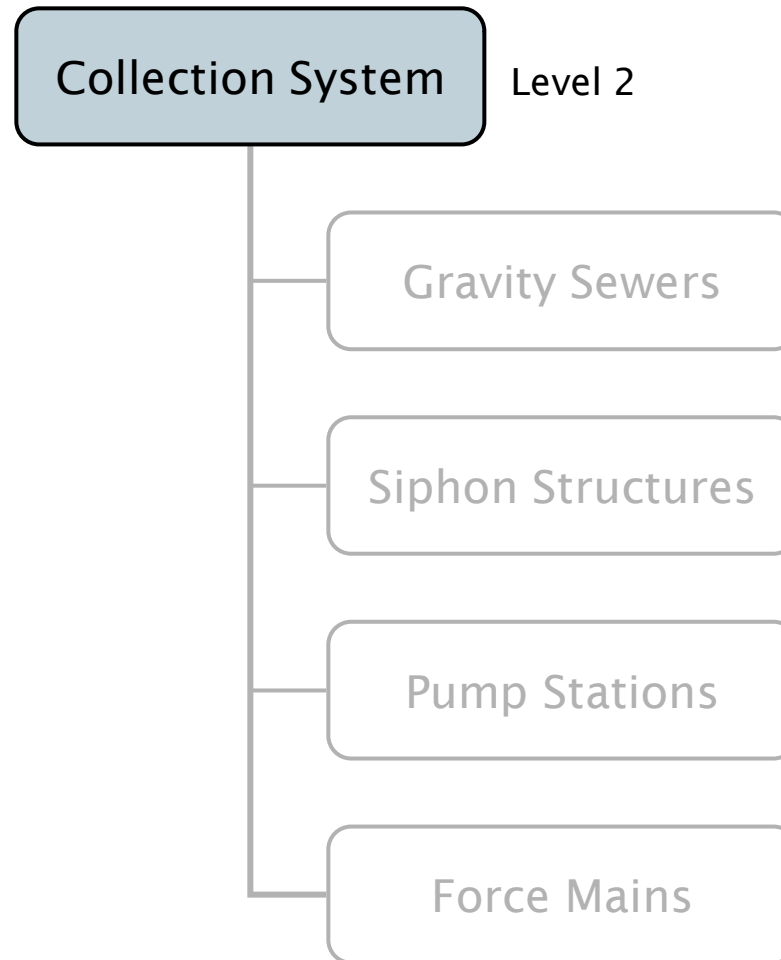 Collection System
Level 2
Gravity Sewers
Siphon Structures
Pump Stations
Force Mains